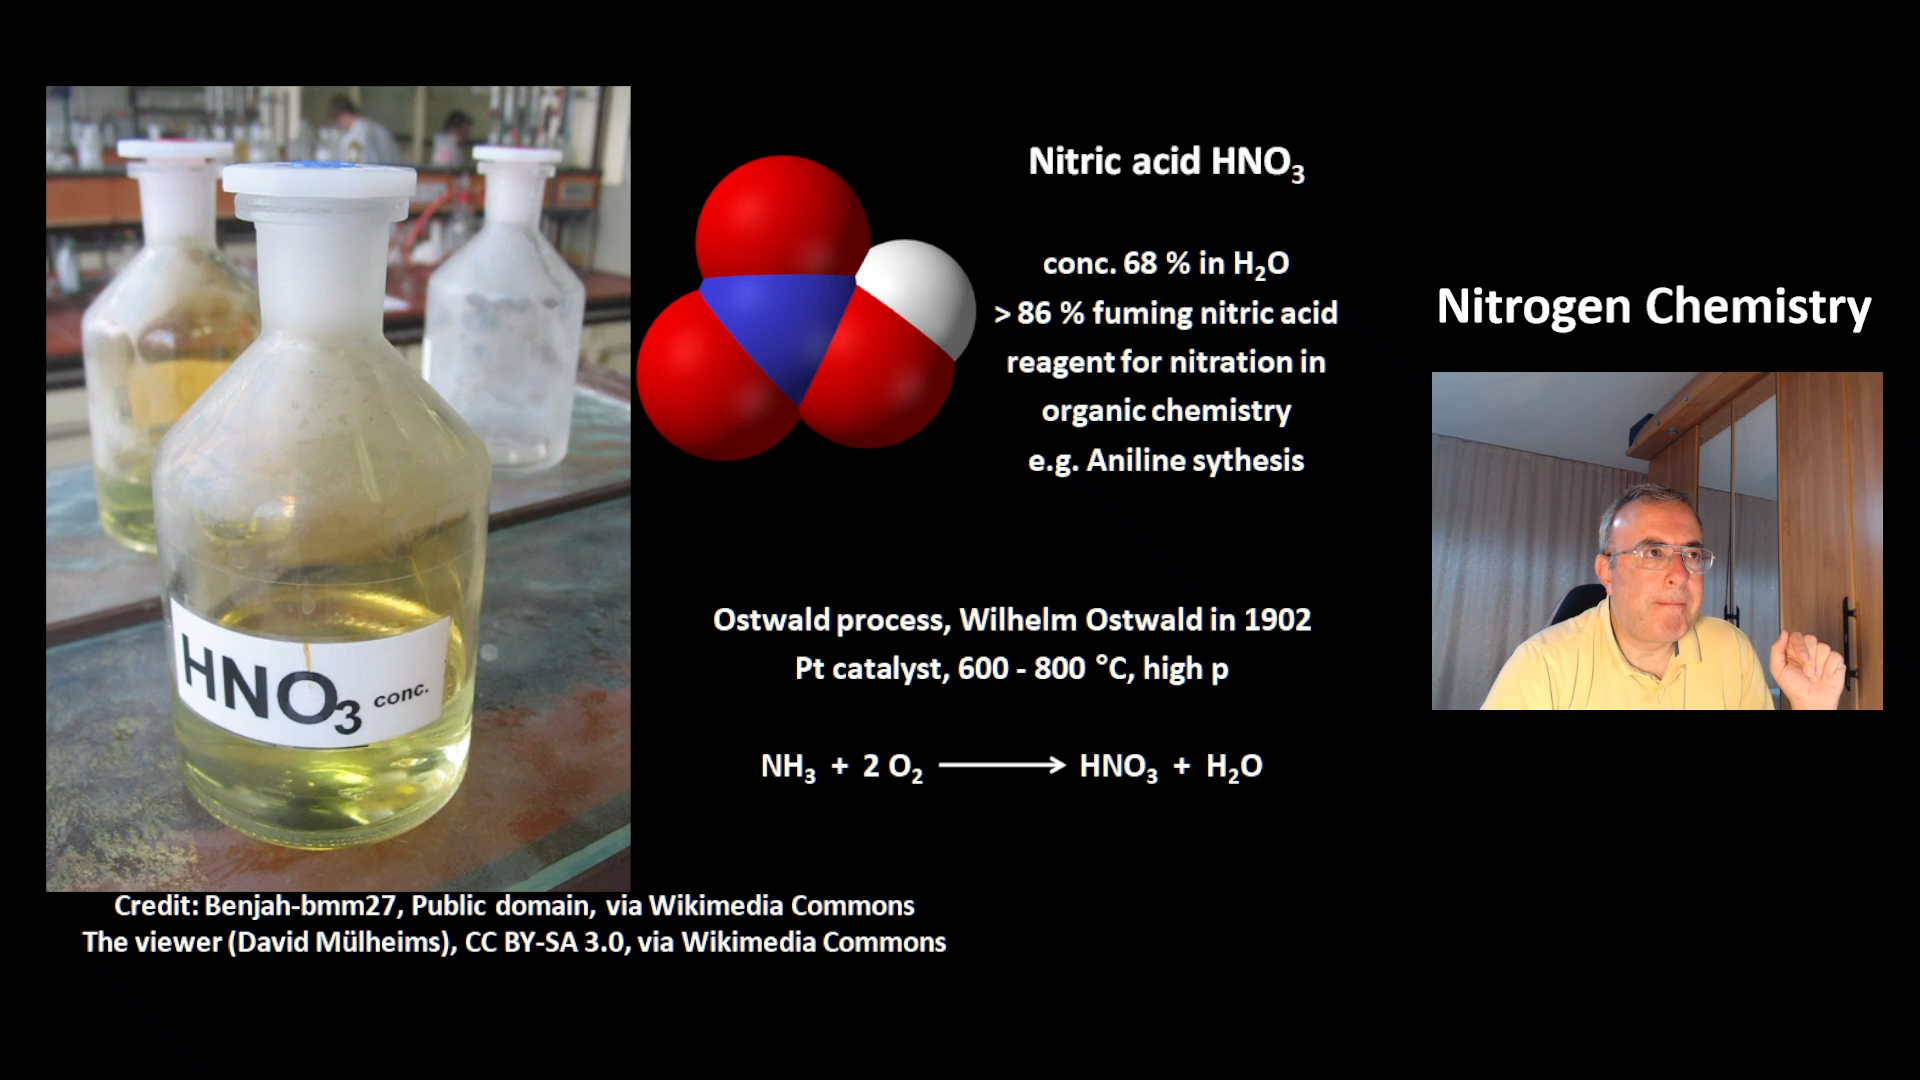 Nitric acid HNO₃
conc. 68 % in H₂O
> 86 % fuming nitric acid
reagent for nitration in
organic chemistry
e.g. Aniline sythesis
Nitrogen Chemistry
HNO₃ conc.
Ostwald process, Wilhelm Ostwald in 1902
Pt catalyst, 600 - 800 °C, high p
NH₃ + 2 O₂ ⟶ HNO₃ + H₂O
Credit: Benjah-bmm27, Public domain, via Wikimedia Commons
The viewer (David Mülheims), CC BY-SA 3.0, via Wikimedia Commons